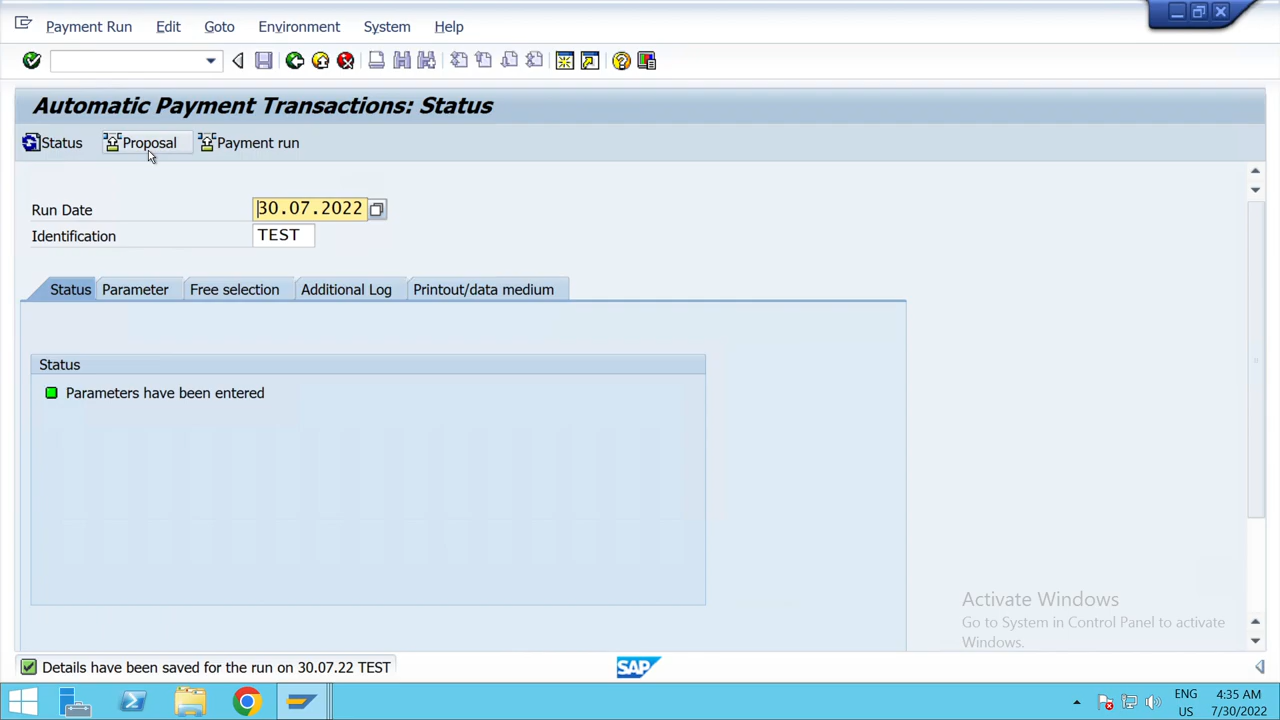 Payment Run Edit Goto Environment System Help
Automatic Payment Transactions: Status
Status Proposal Payment run
Run Date 30.07.2022
Identification TEST
Status Parameter Free selection Additional Log Printout/data medium
Status
Parameters have been entered
Activate Windows
Go to System in Control Panel to activate
Windows.
Details have been saved for the run on 30.07.22 TEST SAP
ENG 4:35 AM
US 7/30/2022